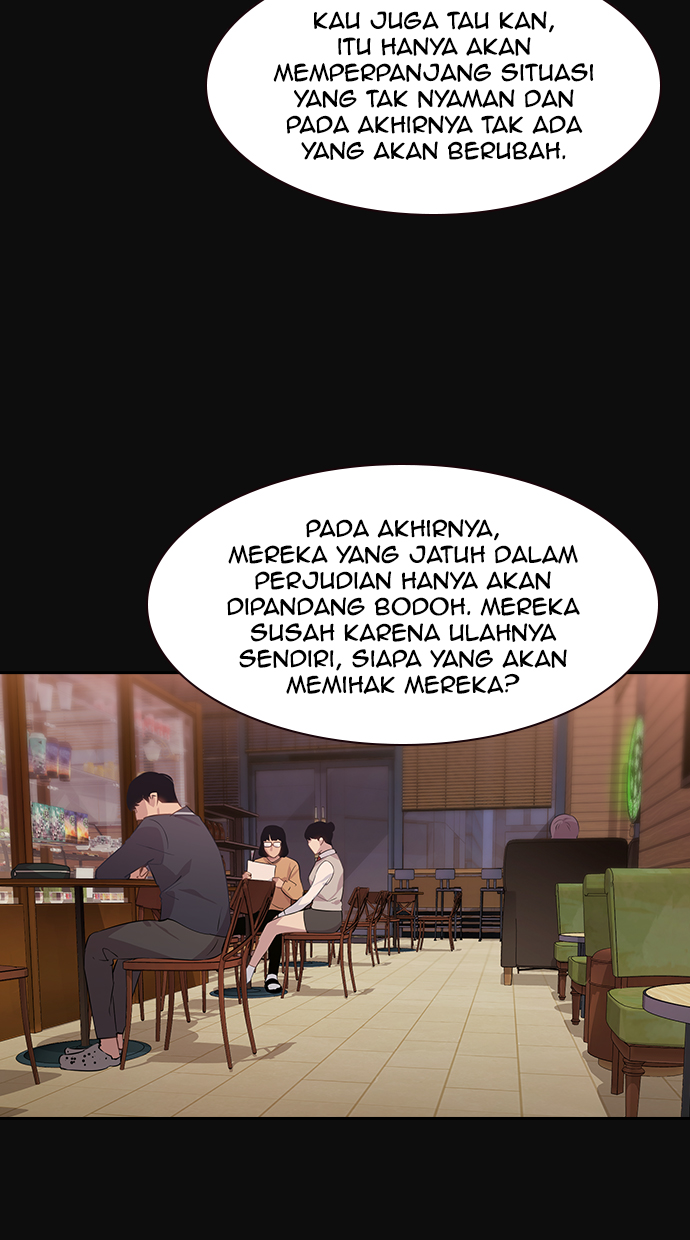 KAU JUGA TAU KAN,
ITU HANYA AKAN
MEMPERPANJANG SITUASI
YANG TAK NYAMAN DAN
PADA AKHIRNYA TAK ADA
YANG AKAN BERUBAH.
PADA AKHIRNYA,
MEREKA YANG JATUH DALAM
PERJUDIAN HANYA AKAN
DIPANDANG BODOH. MEREKA
SUSAH KARENA ULAHNYA
SENDIRI, SIAPA YANG AKAN
MEMIHAK MEREKA?